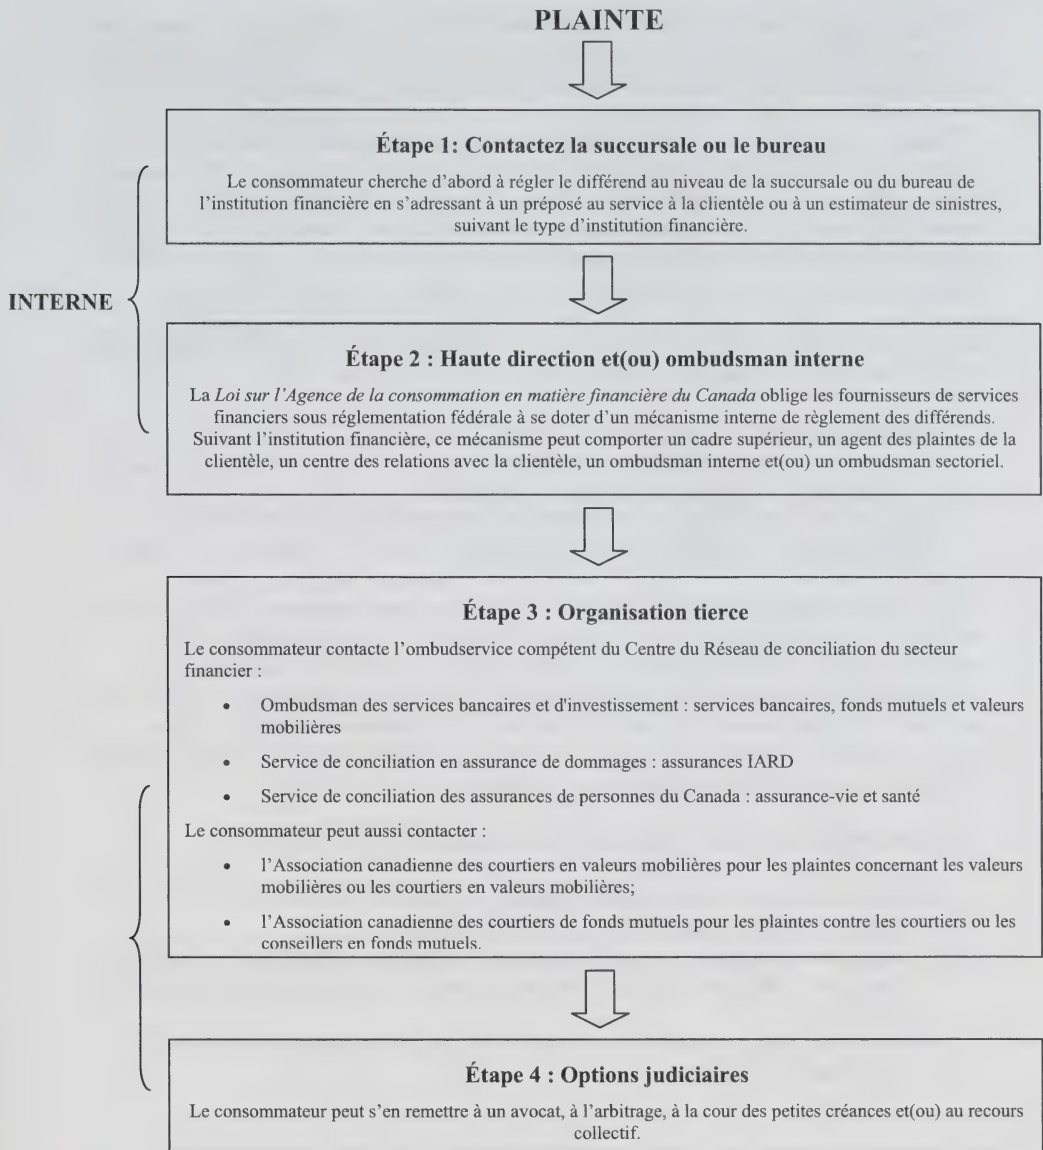 PLAINTE
Étape 1: Contactez la succursale ou le bureau
Le consommateur cherche d'abord à régler le différend au niveau de la succursale ou du bureau de
l'institution financière en s'adressant à un préposé au service à la clientèle ou à un estimateur de sinistres,
suivant le type d'institution financière.
INTERNE
Étape 2 : Haute direction et(ou) ombudsman interne
La Loi sur l'Agence de la consommation en matière financière du Canada oblige les fournisseurs de services
financiers sous réglementation fédérale à se doter d'un mécanisme interne de règlement des différends.
Suivant l'institution financière, ce mécanisme peut comporter un cadre supérieur, un agent des plaintes de la
clientèle, un centre des relations avec la clientèle, un ombudsman interne et(ou) un ombudsman sectoriel.
Étape 3 : Organisation tierce
Le consommateur contacte l'ombudservice compétent du Centre du Réseau de conciliation du secteur
financier :
• Ombudsman des services bancaires et d'investissement : services bancaires, fonds mutuels et valeurs
mobilières
• Service de conciliation en assurance de dommages : assurances IARD
• Service de conciliation des assurances de personnes du Canada : assurance-vie et santé
Le consommateur peut aussi contacter :
• l'Association canadienne des courtiers en valeurs mobilières pour les plaintes concernant les valeurs
mobilières ou les courtiers en valeurs mobilières;
• l'Association canadienne des courtiers de fonds mutuels pour les plaintes contre les courtiers ou les
conseillers en fonds mutuels.
Étape 4 : Options judiciaires
Le consommateur peut s'en remettre à un avocat, à l'arbitrage, à la cour des petites créances et(ou) au recours
collectif.